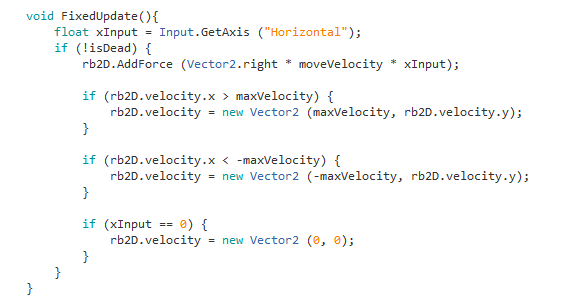 void FixedUpdate(){
    float xInput = Input.GetAxis ("Horizontal");
    if (!isDead) {
        rb2D.AddForce (Vector2.right * moveVelocity * xInput);

        if (rb2D.velocity.x > maxVelocity) {
            rb2D.velocity = new Vector2 (maxVelocity, rb2D.velocity.y);
        }

        if (rb2D.velocity.x < -maxVelocity) {
            rb2D.velocity = new Vector2 (-maxVelocity, rb2D.velocity.y);
        }

        if (xInput == 0) {
            rb2D.velocity = new Vector2 (0, 0);
        }
    }
}